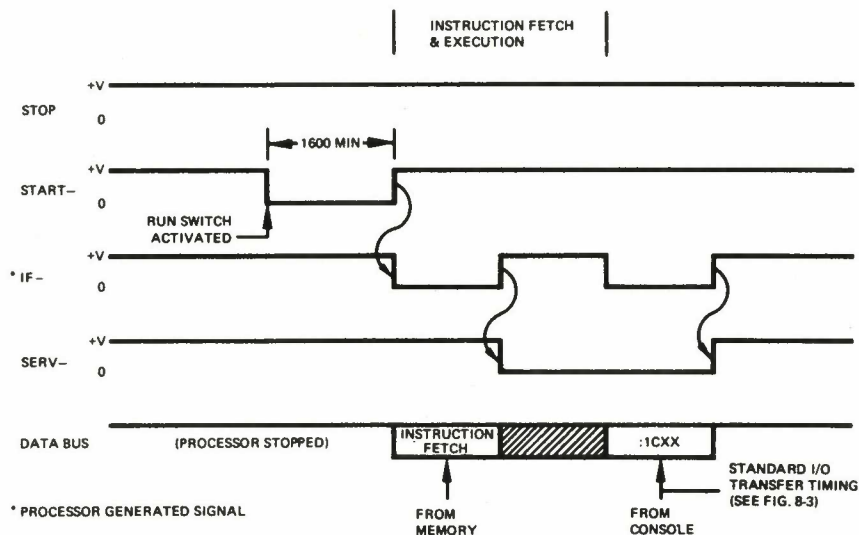 INSTRUCTION FETCH
& EXECUTION
+V
STOP
0
1600 MIN
+V
START–
0
RUN SWITCH
ACTIVATED
+V
* IF–
0
+V
SERV–
0
DATA BUS
(PROCESSOR STOPPED)
INSTRUCTION
FETCH
:1CXX
STANDARD I/O
TRANSFER TIMING
(SEE FIG. 8-3)
* PROCESSOR GENERATED SIGNAL
FROM
MEMORY
FROM
CONSOLE